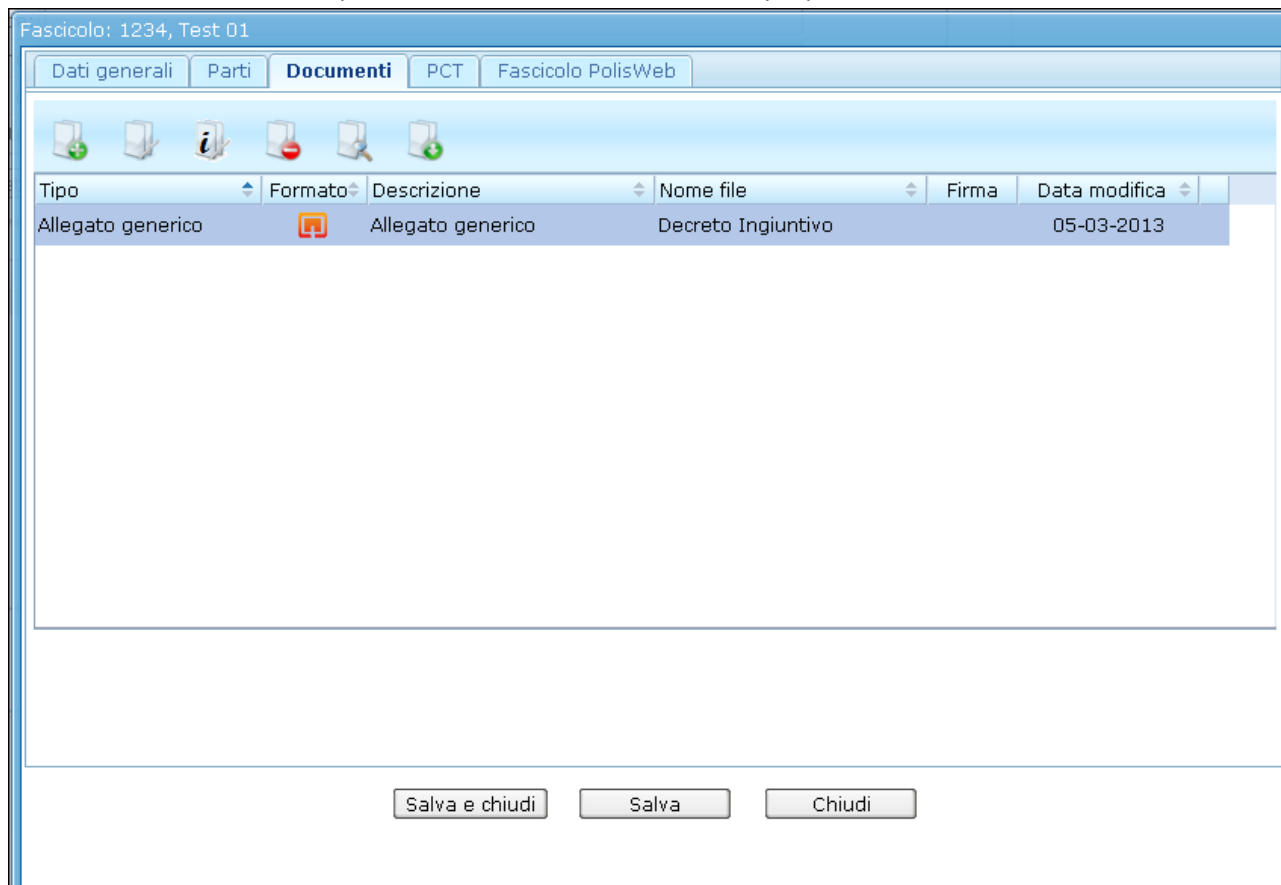 Fascicolo: 1234, Test 01
Dati generali Parti Documenti PCT Fascicolo PolisWeb
i
Tipo Formato Descrizione Nome file Firma Data modifica
Allegato generico Allegato generico Decreto Ingiuntivo 05-03-2013
Salva e chiudi Salva Chiudi